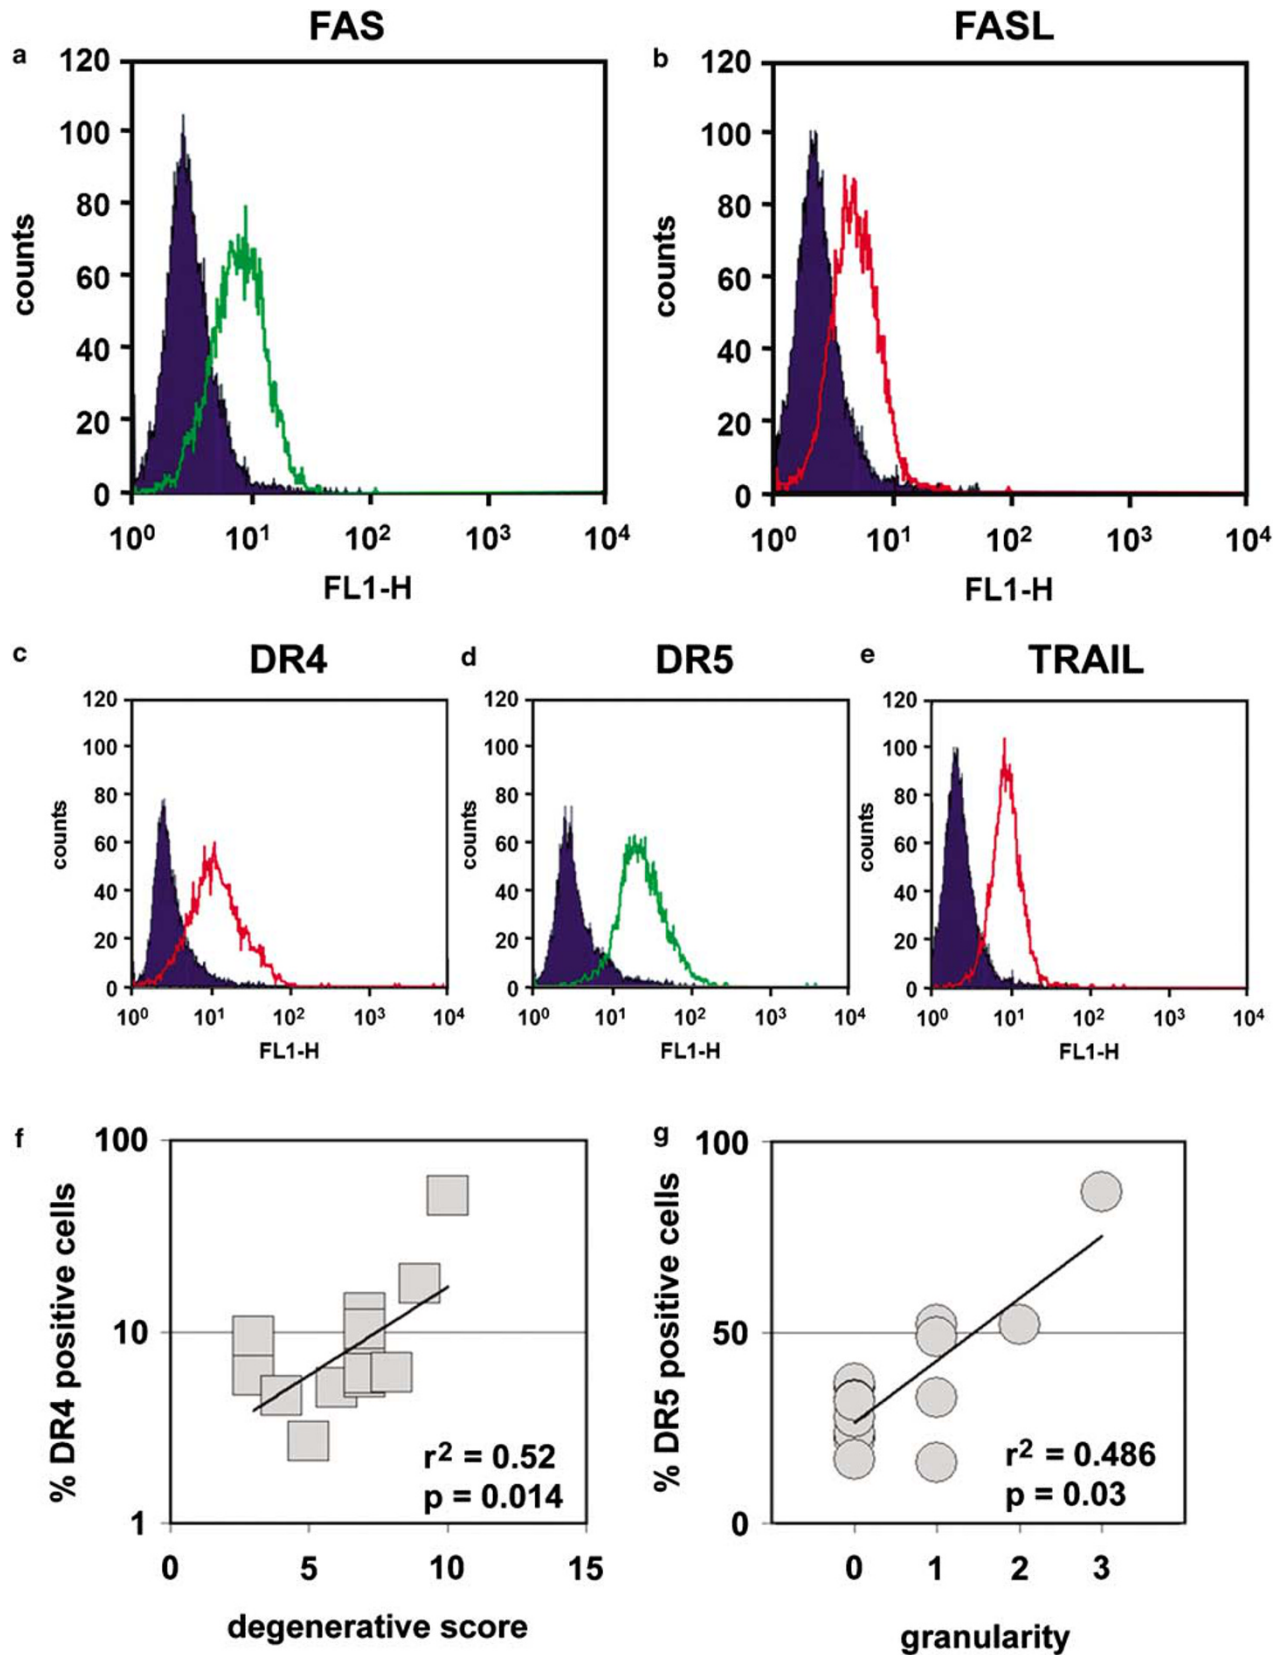 FAS
FASL
a
b
120
100
80
60
40
20
0
counts
10⁰ 10¹ 10² 10³ 10⁴
FL1-H
120
100
80
60
40
20
0
counts
10⁰ 10¹ 10² 10³ 10⁴
FL1-H
c
DR4
120
100
80
60
40
20
0
counts
10⁰ 10¹ 10² 10³ 10⁴
FL1-H
d
DR5
120
100
80
60
40
20
0
counts
10⁰ 10¹ 10² 10³ 10⁴
FL1-H
e
TRAIL
120
100
80
60
40
20
0
counts
10⁰ 10¹ 10² 10³ 10⁴
FL1-H
f
100
10
1
% DR4 positive cells
r² = 0.52
p = 0.014
0 5 10 15
degenerative score
g
100
50
0
% DR5 positive cells
r² = 0.486
p = 0.03
0 1 2 3
granularity